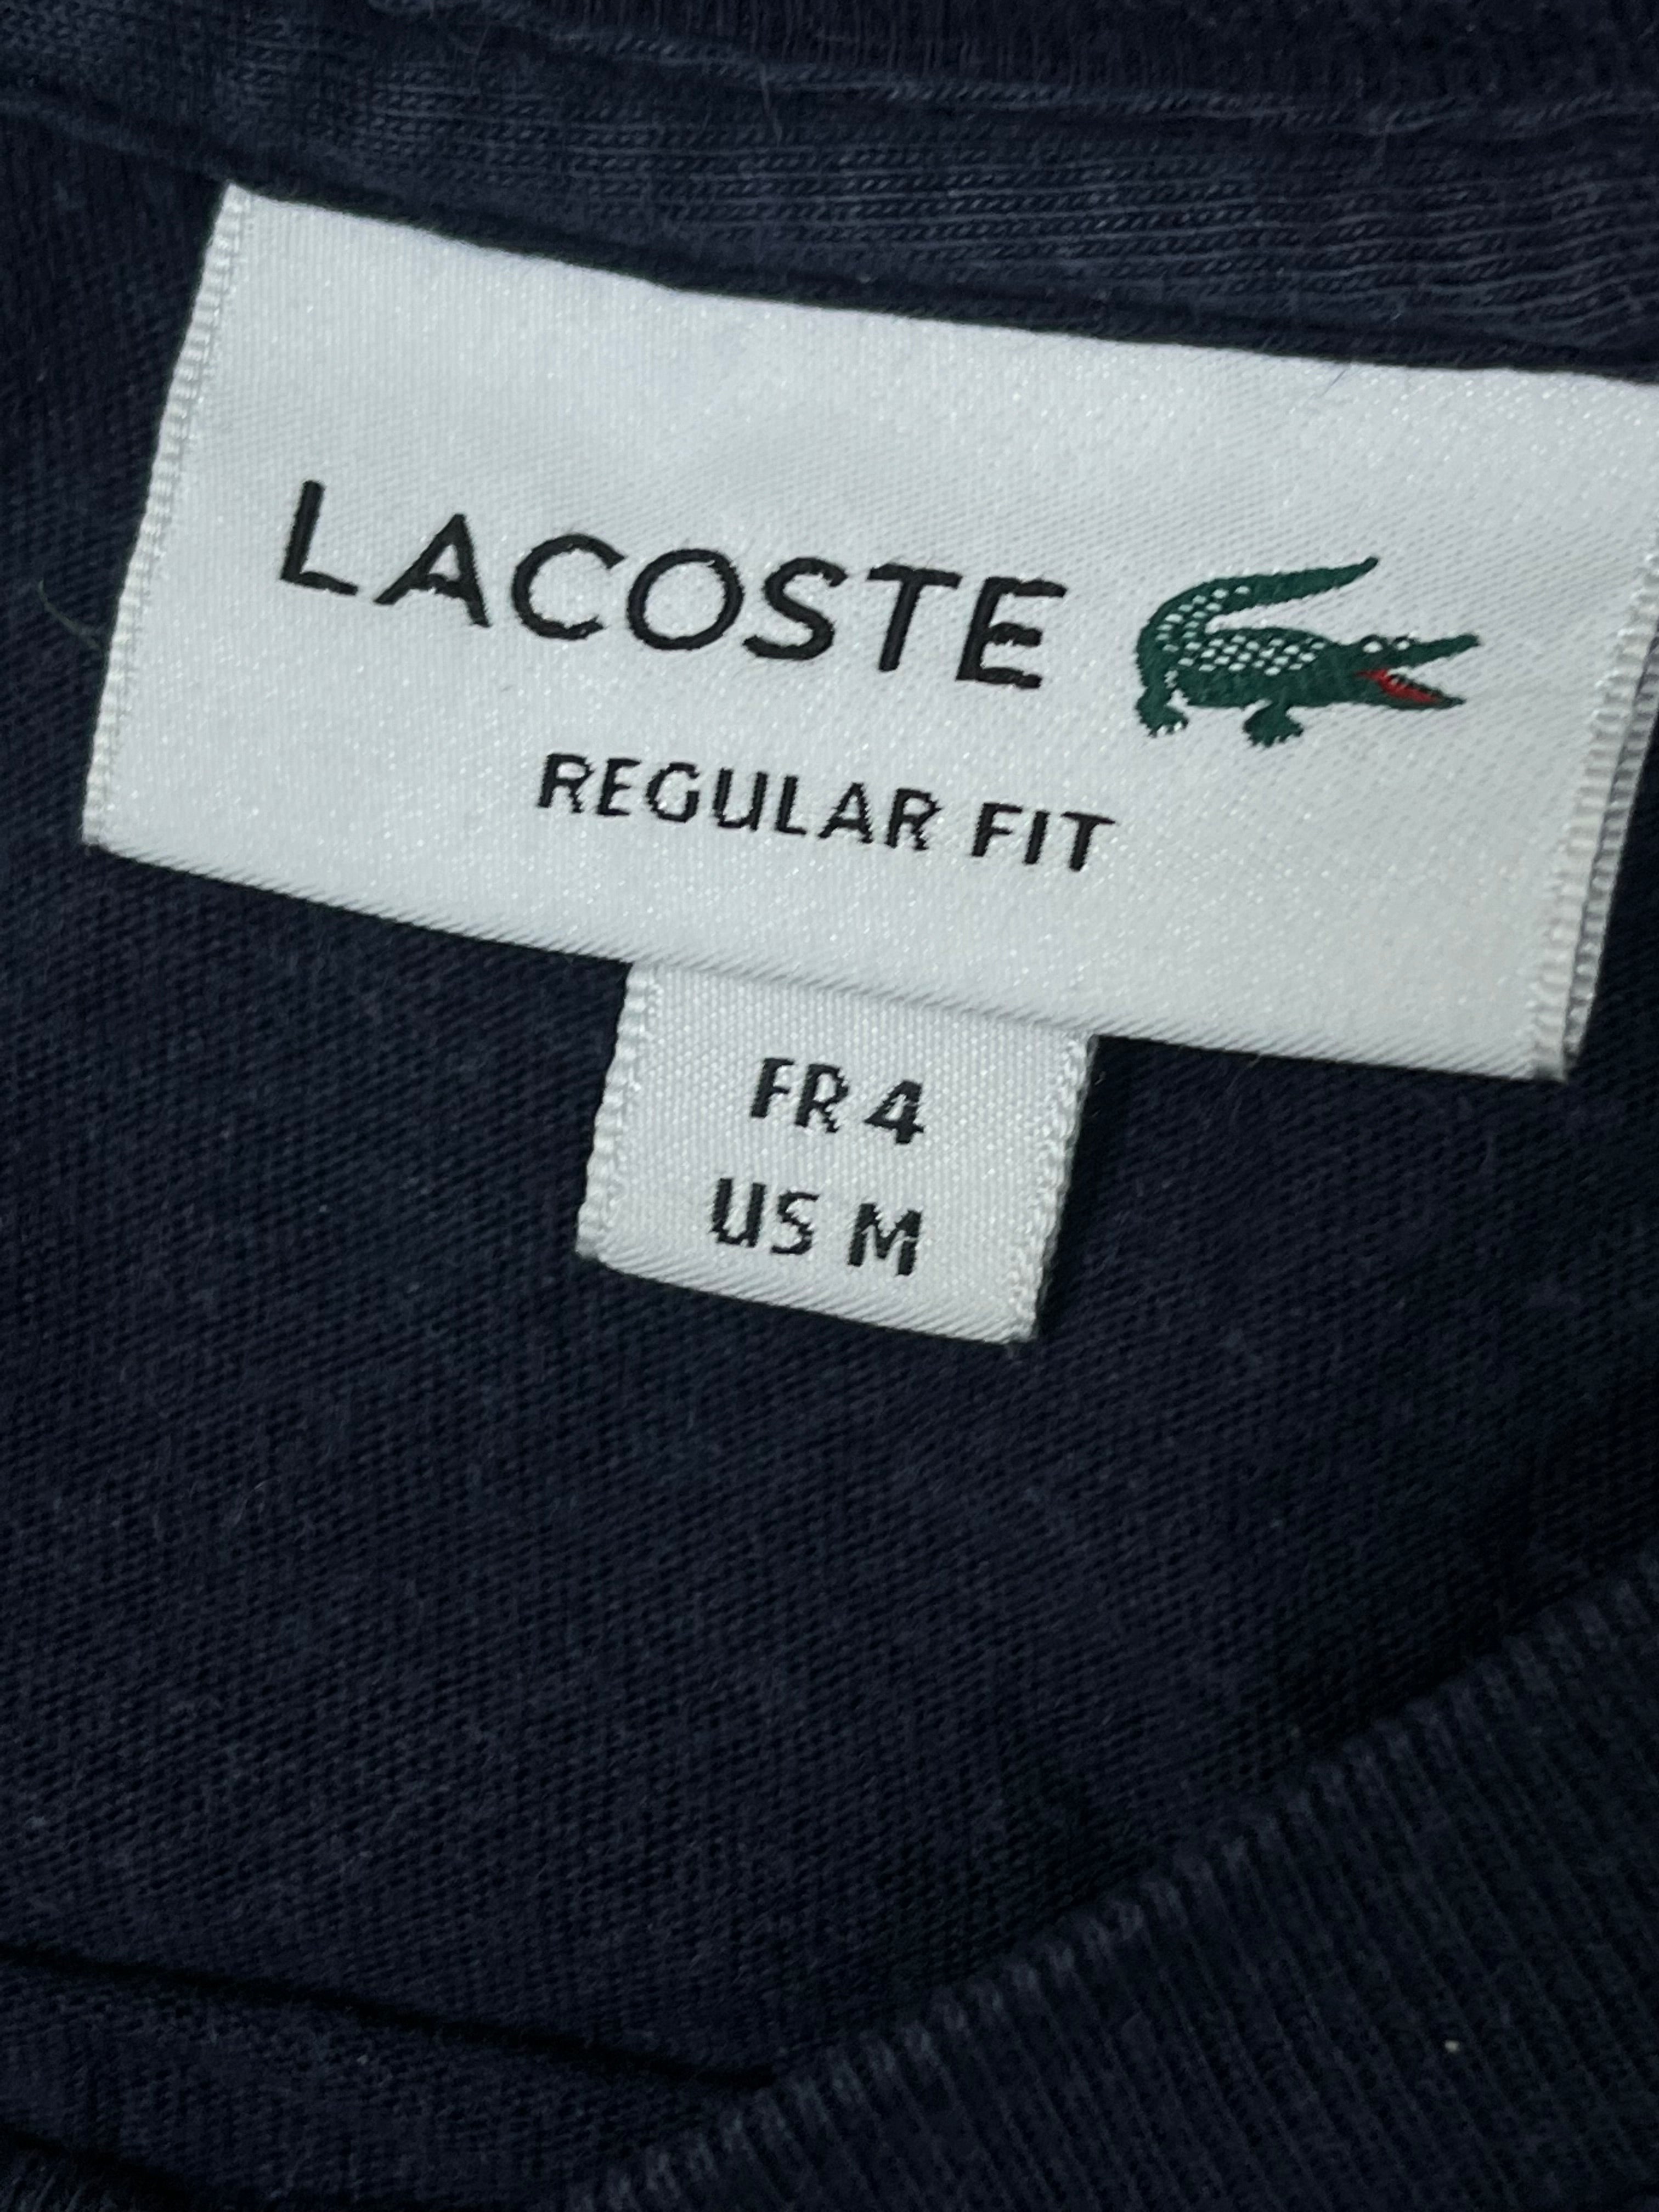 LACOSTE
REGULAR FIT
FR 4
US M